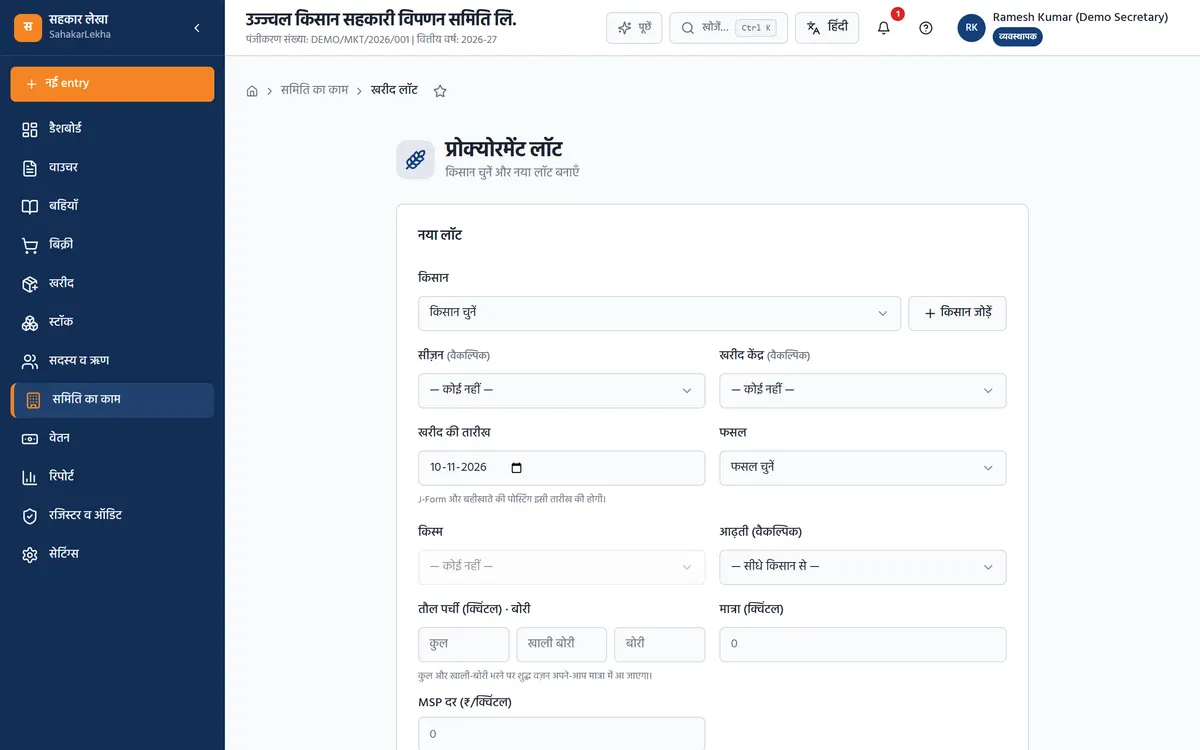 स
सहकार लेखा
SahakarLekha
नई entry
डैशबोर्ड
वाउचर
बहियाँ
बिक्री
खरीद
स्टॉक
सदस्य व ऋण
समिति का काम
वेतन
रिपोर्ट
रजिस्टर व ऑडिट
सेटिंग्स
उज्ज्वल किसान सहकारी विपणन समिति लि.
पंजीकरण संख्या: DEMO/MKT/2026/001 | वित्तीय वर्ष: 2026-27
पूछें
खोजें... Ctrl K
हिंदी
1
RK
Ramesh Kumar (Demo Secretary)
व्यवस्थापक
समिति का काम > खरीद लॉट
प्रोक्योरमेंट लॉट
किसान चुनें और नया लॉट बनाएँ
नया लॉट
किसान
किसान चुनें
+ किसान जोड़ें
सीज़न (वैकल्पिक) खरीद केंद्र (वैकल्पिक)
— कोई नहीं — — कोई नहीं —
खरीद की तारीख फसल
10-11-2026 फसल चुनें
J-Form और बहीखाते की पोस्टिंग इसी तारीख की होगी।
किस्म आढ़ती (वैकल्पिक)
— कोई नहीं — — सीधे किसान से —
तौल पर्ची (क्विंटल) · बोरी मात्रा (क्विंटल)
कुल खाली बोरी बोरी 0
कुल और खाली-बोरी भरने पर शुद्ध वज़न अपने-आप मात्रा में आ जाएगा।
MSP दर (₹/क्विंटल)
0